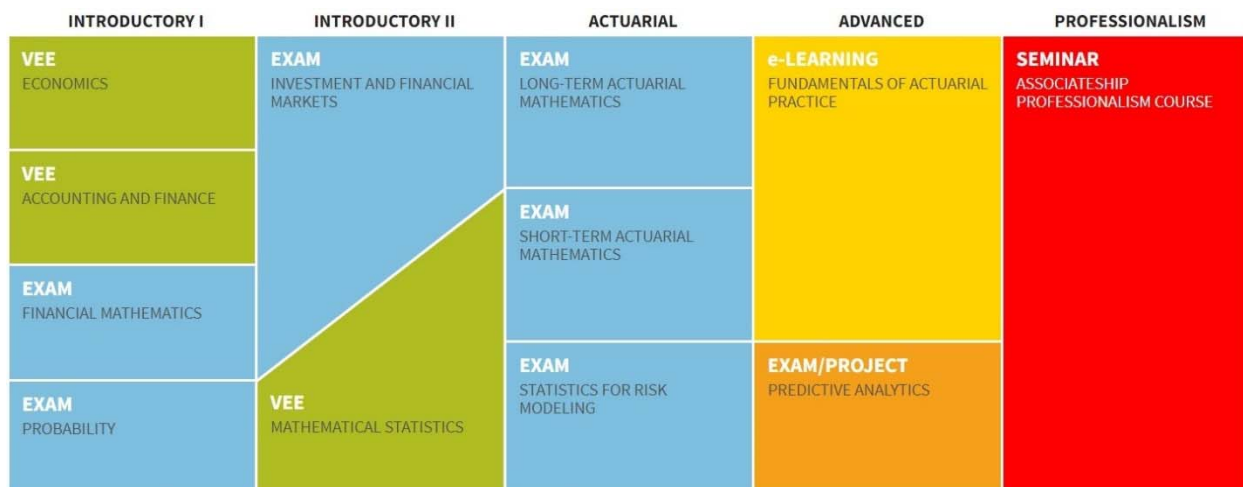 INTRODUCTORY I
INTRODUCTORY II
ACTUARIAL
ADVANCED
PROFESSIONALISM
VEE
ECONOMICS
VEE
ACCOUNTING AND FINANCE
EXAM
FINANCIAL MATHEMATICS
EXAM
PROBABILITY
EXAM
INVESTMENT AND FINANCIAL
MARKETS
VEE
MATHEMATICAL STATISTICS
EXAM
LONG-TERM ACTUARIAL
MATHEMATICS
EXAM
SHORT-TERM ACTUARIAL
MATHEMATICS
EXAM
STATISTICS FOR RISK
MODELING
e-LEARNING
FUNDAMENTALS OF ACTUARIAL
PRACTICE
EXAM/PROJECT
PREDICTIVE ANALYTICS
SEMINAR
ASSOCIATESHIP
PROFESSIONALISM COURSE